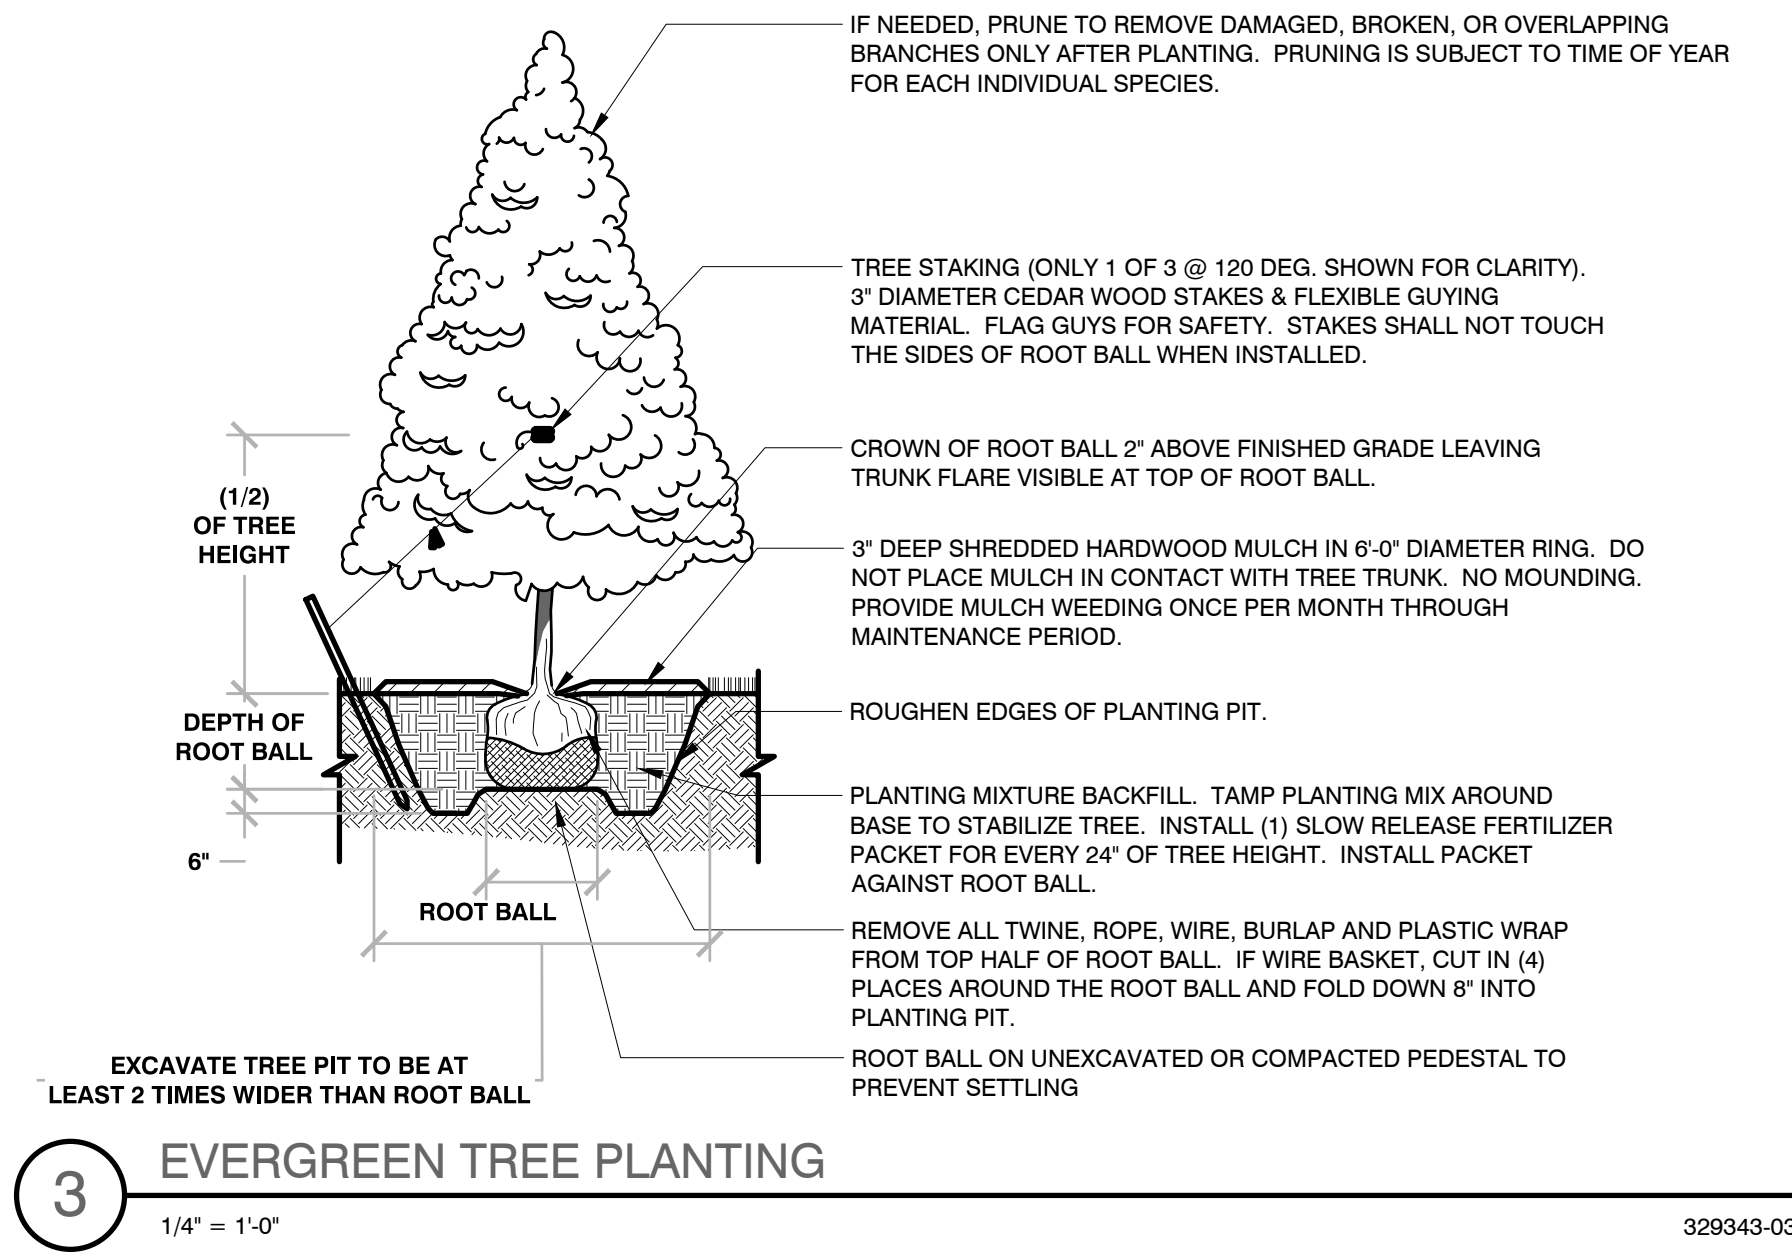 IF NEEDED, PRUNE TO REMOVE DAMAGED, BROKEN, OR OVERLAPPING
BRANCHES ONLY AFTER PLANTING. PRUNING IS SUBJECT TO TIME OF YEAR
FOR EACH INDIVIDUAL SPECIES.
TREE STAKING (ONLY 1 OF 3 @ 120 DEG. SHOWN FOR CLARITY).
3" DIAMETER CEDAR WOOD STAKES & FLEXIBLE GUYING
MATERIAL. FLAG GUYS FOR SAFETY. STAKES SHALL NOT TOUCH
THE SIDES OF ROOT BALL WHEN INSTALLED.
CROWN OF ROOT BALL 2" ABOVE FINISHED GRADE LEAVING
TRUNK FLARE VISIBLE AT TOP OF ROOT BALL.
3" DEEP SHREDDED HARDWOOD MULCH IN 6'-0" DIAMETER RING. DO
NOT PLACE MULCH IN CONTACT WITH TREE TRUNK. NO MOUNDING.
PROVIDE MULCH WEEDING ONCE PER MONTH THROUGH
MAINTENANCE PERIOD.
ROUGHEN EDGES OF PLANTING PIT.
PLANTING MIXTURE BACKFILL. TAMP PLANTING MIX AROUND
BASE TO STABILIZE TREE. INSTALL (1) SLOW RELEASE FERTILIZER
PACKET FOR EVERY 24" OF TREE HEIGHT. INSTALL PACKET
AGAINST ROOT BALL.
REMOVE ALL TWINE, ROPE, WIRE, BURLAP AND PLASTIC WRAP
FROM TOP HALF OF ROOT BALL. IF WIRE BASKET, CUT IN (4)
PLACES AROUND THE ROOT BALL AND FOLD DOWN 8" INTO
PLANTING PIT.
ROOT BALL ON UNEXCAVATED OR COMPACTED PEDESTAL TO
PREVENT SETTLING
(1/2)
OF TREE
HEIGHT
DEPTH OF
ROOT BALL
6"
ROOT BALL
EXCAVATE TREE PIT TO BE AT
LEAST 2 TIMES WIDER THAN ROOT BALL
3
EVERGREEN TREE PLANTING
1/4" = 1'-0"
329343-03